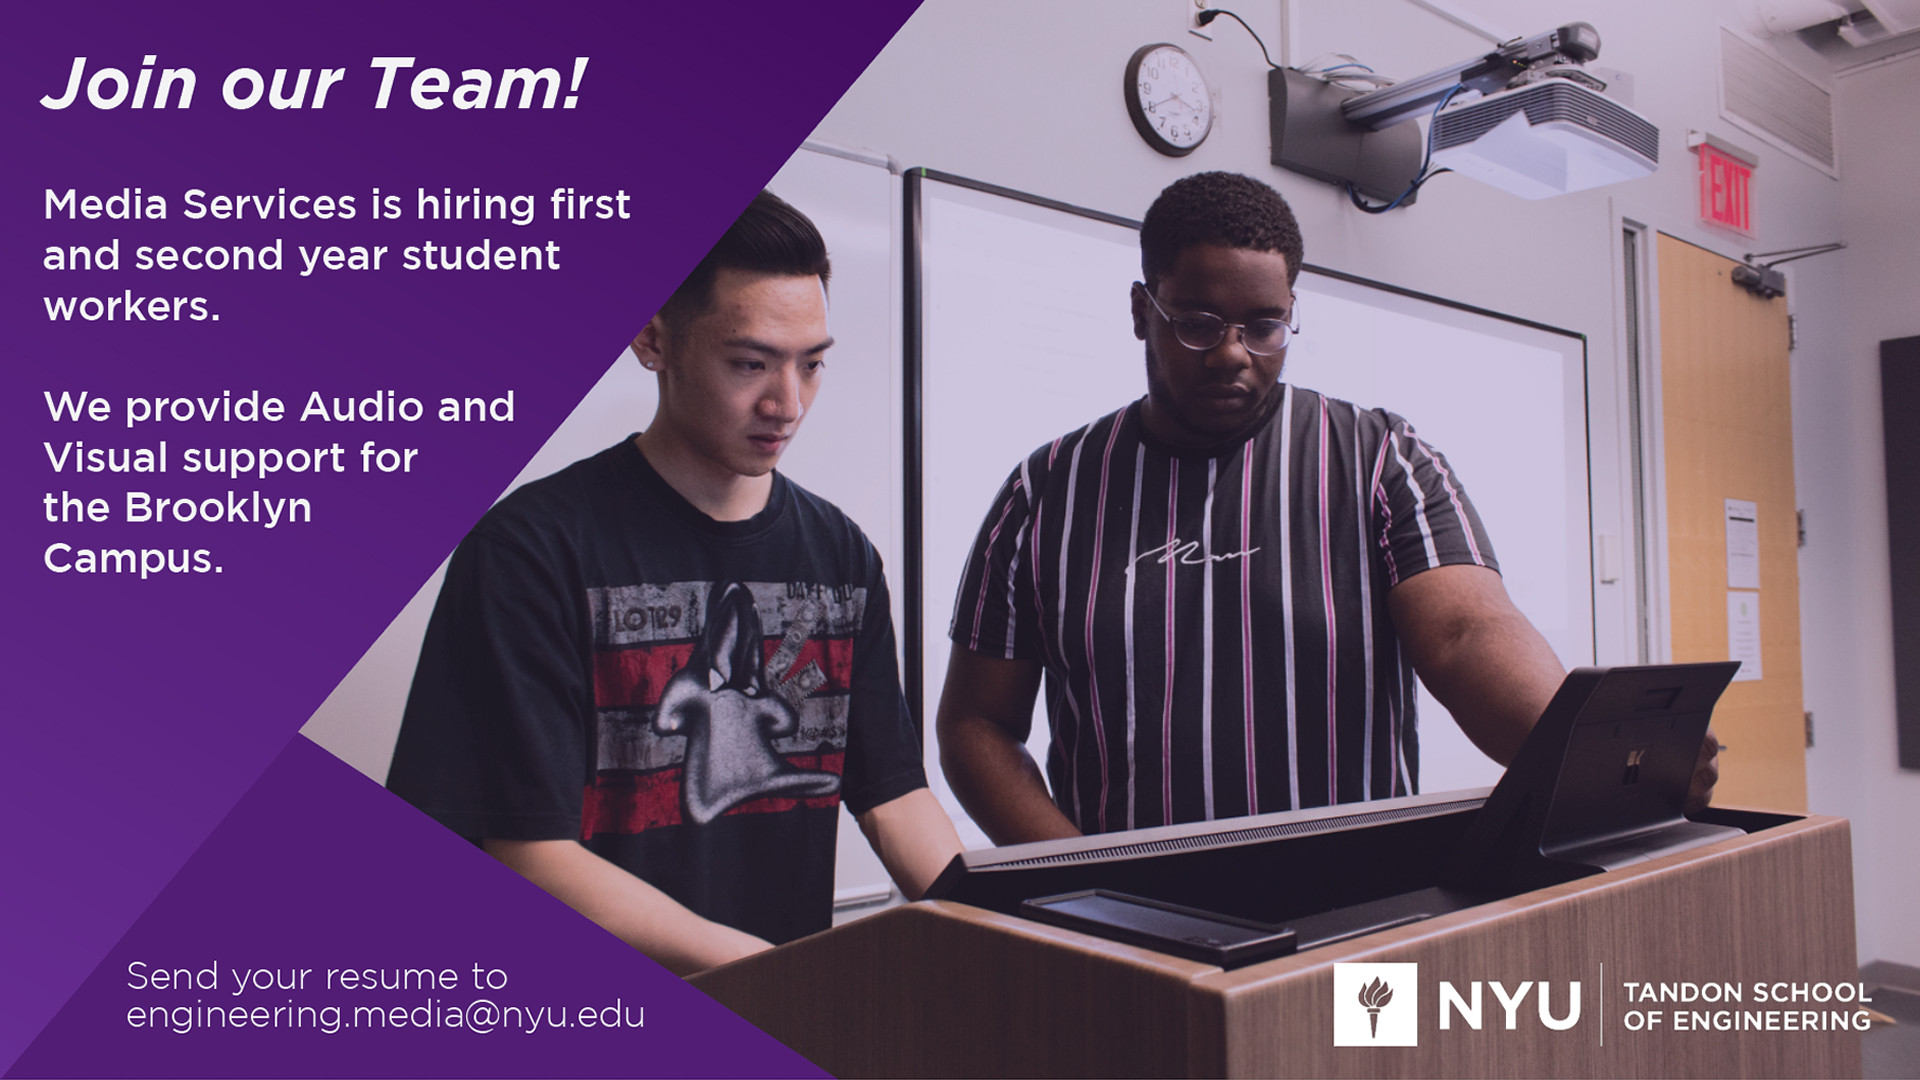 Join our Team!
Media Services is hiring first
and second year student
workers.
We provide Audio and
Visual support for
the Brooklyn
Campus.
Send your resume to
engineering.media@nyu.edu
EXIT
LOTR9
NYU
TANDON SCHOOL
OF ENGINEERING